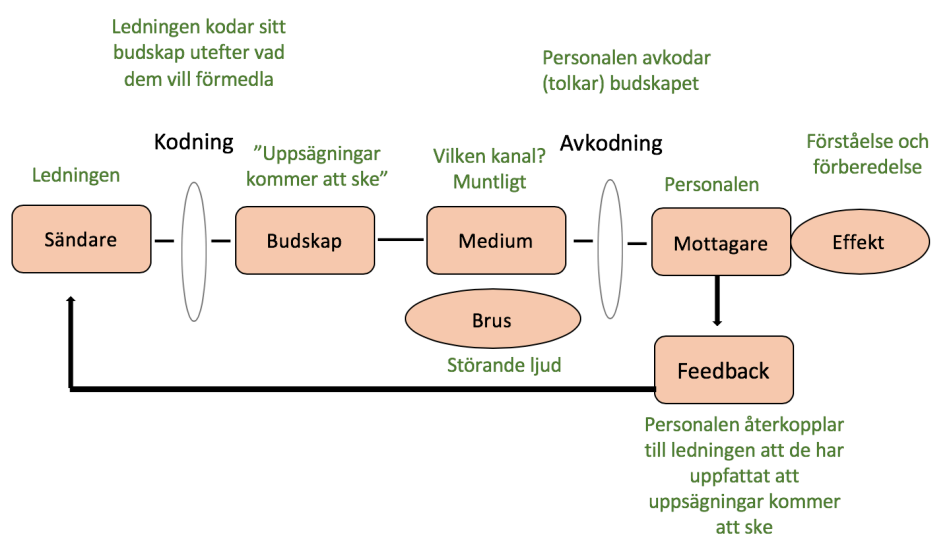 Ledningen kodar sitt
budskap utefter vad
dem vill förmedla
Personalen avkodar
(tolkar) budskapet
Kodning
Avkodning
Ledningen
”Uppsägningar
kommer att ske”
Vilken kanal?
Muntligt
Personalen
Förståelse och
förberedelse
Sändare
Budskap
Medium
Mottagare
Effekt
Brus
Störande ljud
Feedback
Personalen återkopplar
till ledningen att de har
uppfattat att
uppsägningar kommer
att ske